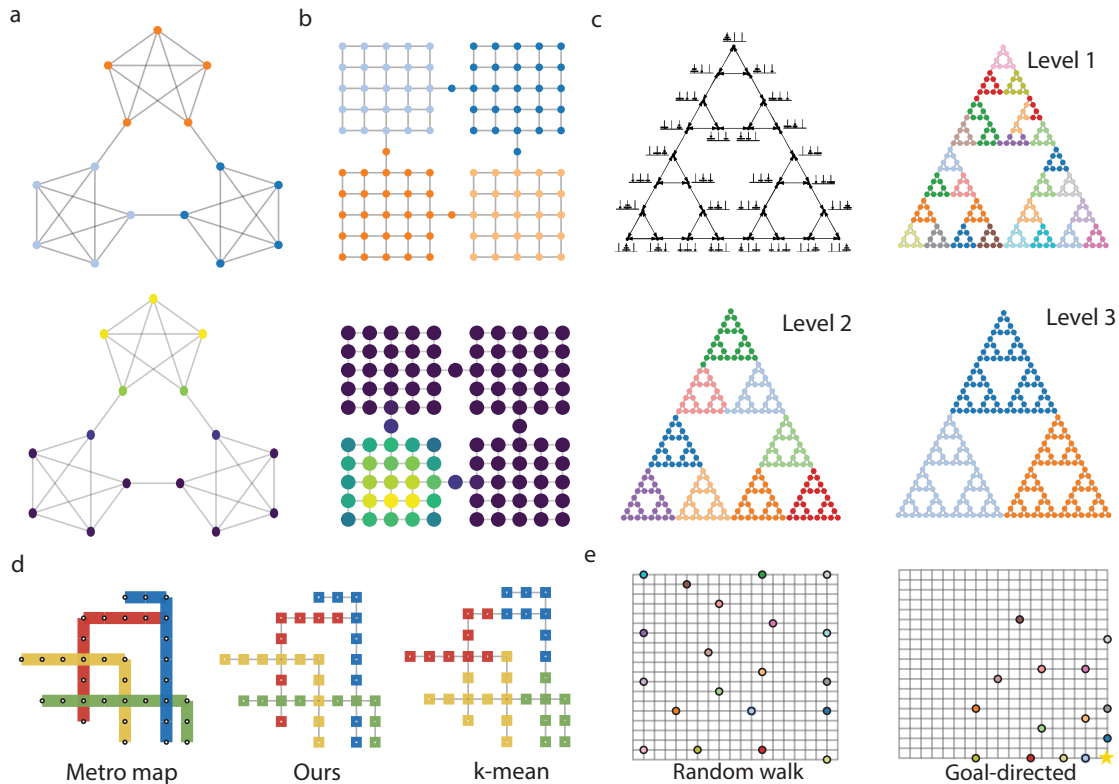 a
b
c
Level 1
Level 2
Level 3
d
e
Metro map
Ours
k-mean
Random walk
Goal-directed